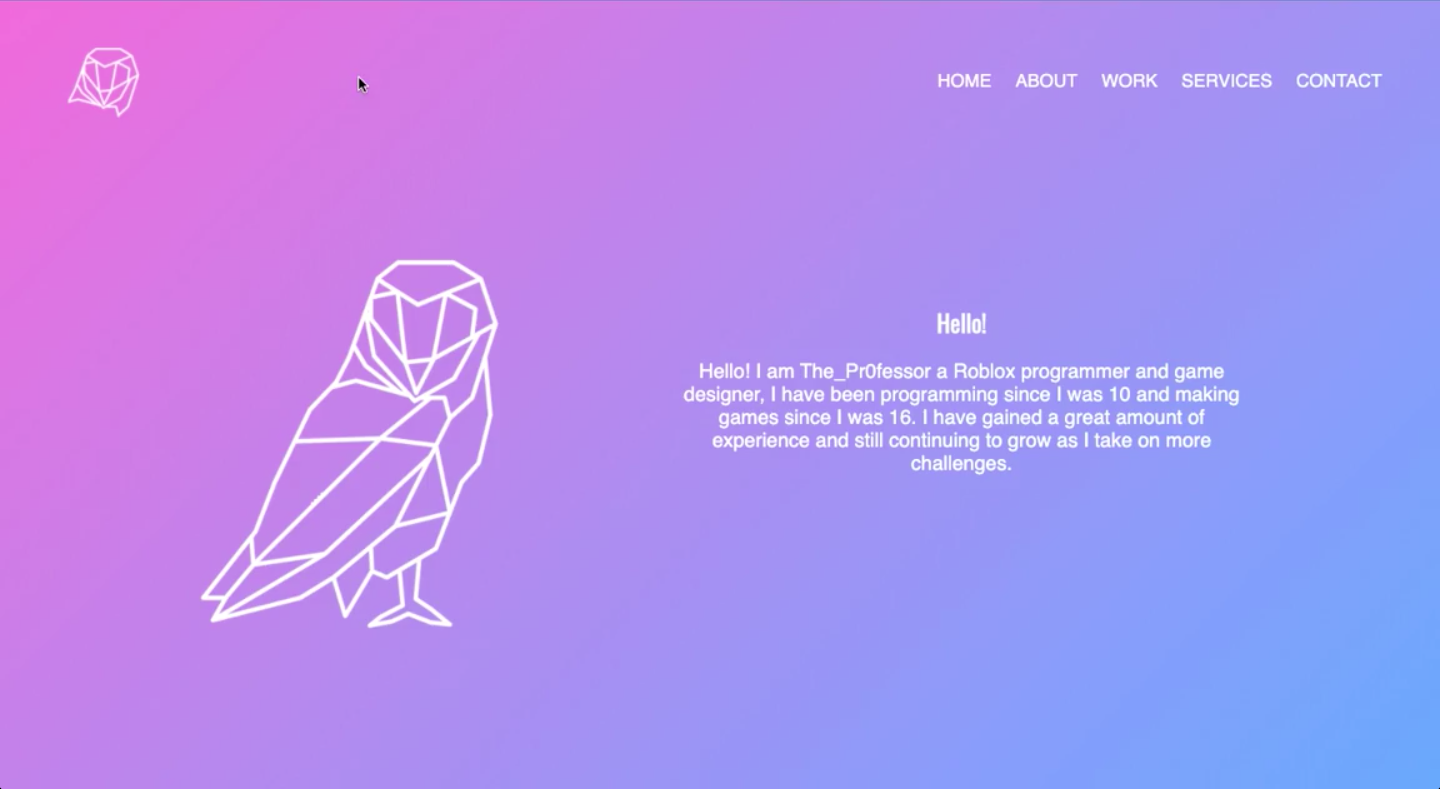 HOME ABOUT WORK SERVICES CONTACT
Hello!
Hello! I am The_Pr0fessor a Roblox programmer and game
designer, I have been programming since I was 10 and making
games since I was 16. I have gained a great amount of
experience and still continuing to grow as I take on more
challenges.